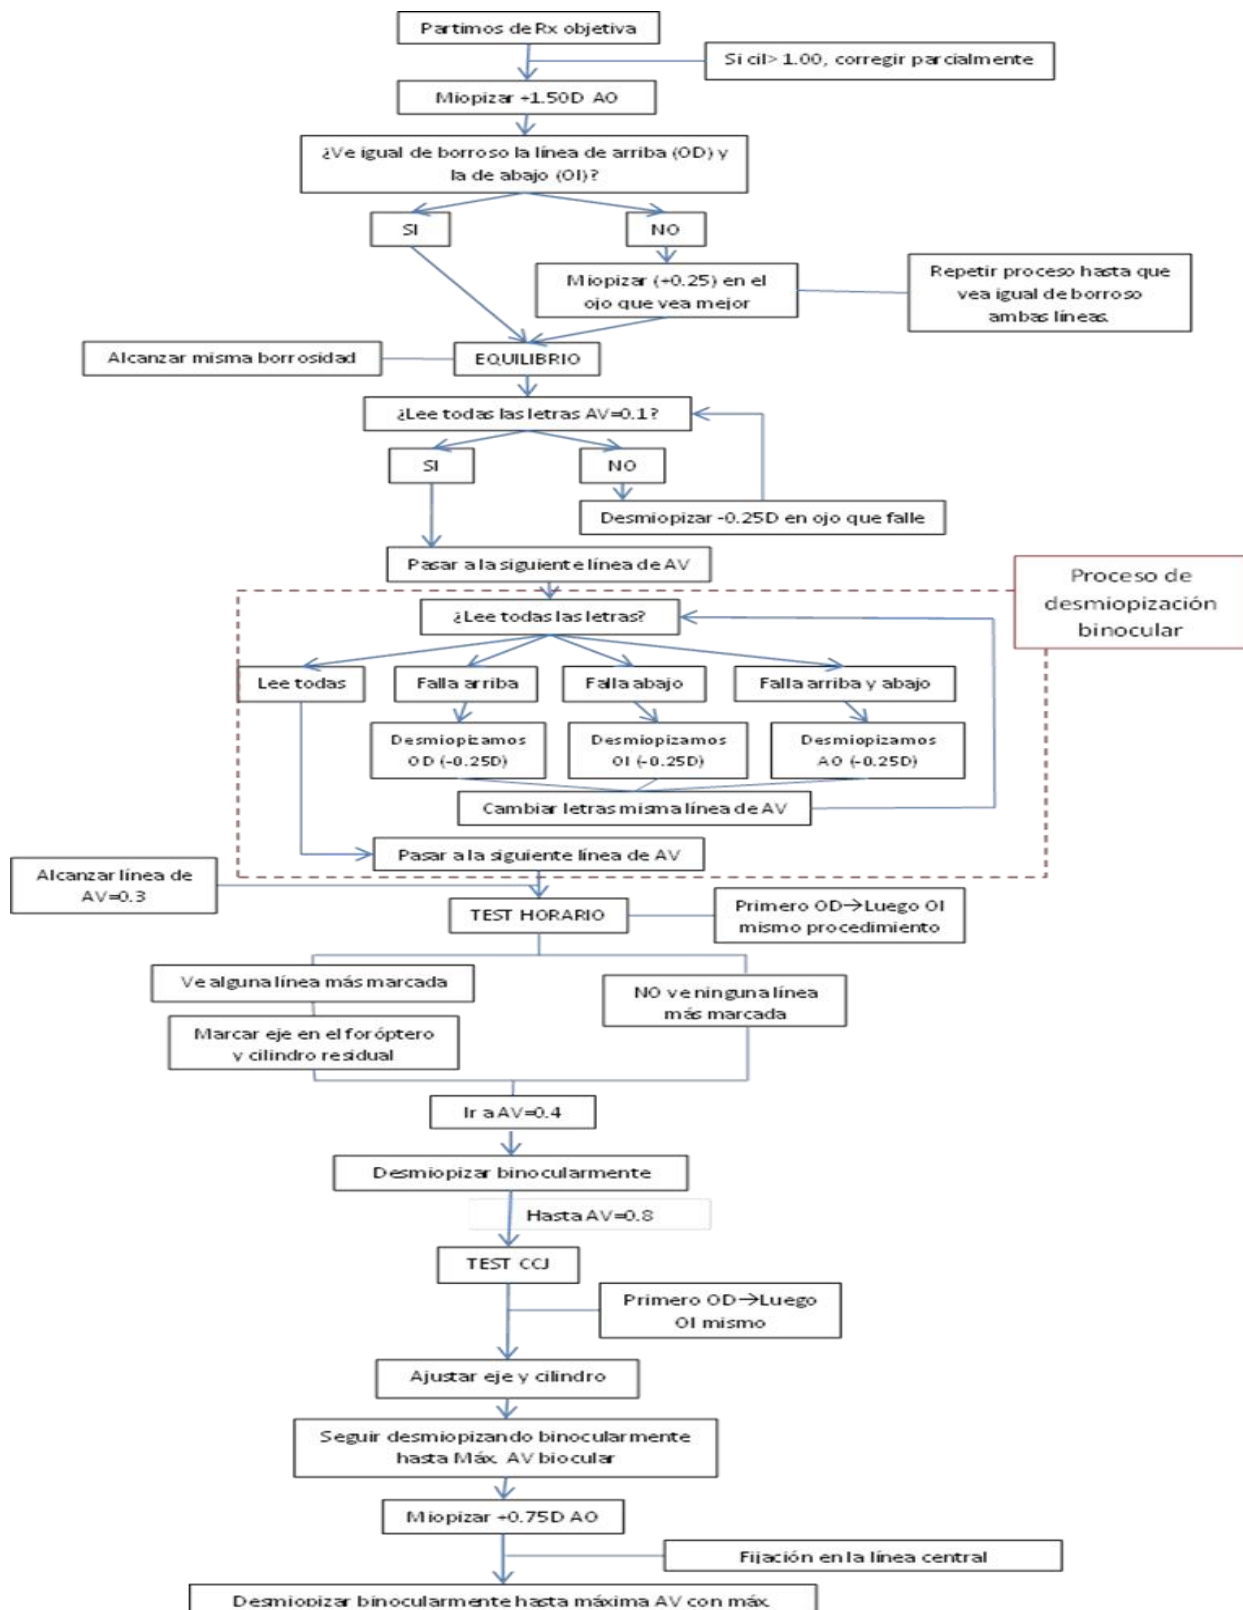 Partimos de Rx objetiva
Si cil> 1.00, corregir parcialmente
Miopizar +1.50D AO
¿Ve igual de borroso la línea de arriba (OD) y
la de abajo (OI)?
SI
NO
Miopizar (+0.25) en el
ojo que vea mejor
Repetir proceso hasta que
vea igual de borroso
ambas líneas.
Alcanzar misma borrosidad
EQUILIBRIO
¿Lee todas las letras AV=0.1?
SI
NO
Desmiopizar -0.25D en ojo que falle
Pasar a la siguiente línea de AV
Proceso de
desmiopización
binocular
¿Lee todas las letras?
Lee todas
Falla arriba
Falla abajo
Falla arriba y abajo
Desmiopizamos
OD (-0.25D)
Desmiopizamos
OI (-0.25D)
Desmiopizamos
AO (-0.25D)
Cambiar letras misma línea de AV
Pasar a la siguiente línea de AV
Alcanzar línea de
AV=0.3
TEST HORARIO
Primero OD→Luego OI
mismo procedimiento
Ve alguna línea más marcada
NO ve ninguna línea
más marcada
Marcar eje en el foróptero
y cilindro residual
Ir a AV=0.4
Desmiopizar binocularmente
Hasta AV=0.8
TEST CCJ
Primero OD→Luego
OI mismo
Ajustar eje y cilindro
Seguir desmiopizando binocularmente
hasta Máx. AV biocular
Miopizar +0.75D AO
Fijación en la línea central
Desmiopizar binocularmente hasta máxima AV con máx.